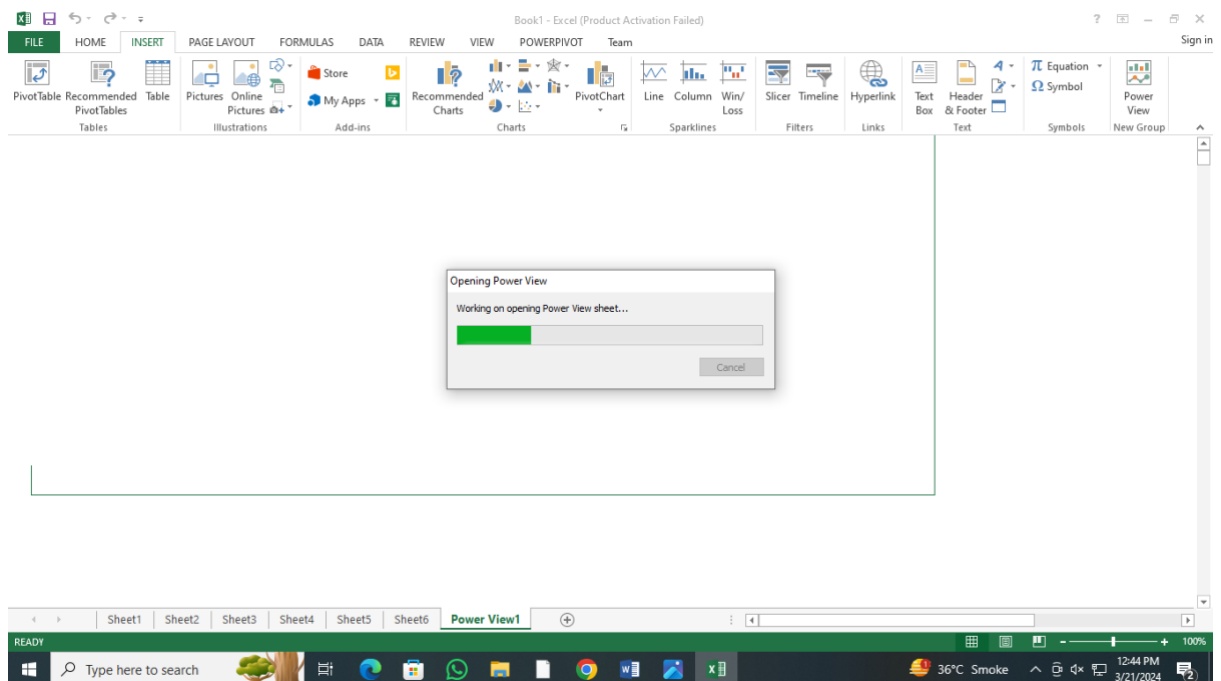 Book1 - Excel (Product Activation Failed)
FILE HOME INSERT PAGE LAYOUT FORMULAS DATA REVIEW VIEW POWERPIVOT Team Sign in
PivotTable Recommended PivotTables Table
Pictures Online Pictures
Store
My Apps
Recommended Charts
PivotChart
Line Column Win/Loss
Slicer Timeline
Hyperlink
Text Box Header & Footer
π Equation
Ω Symbol
Power View
Tables Illustrations Add-ins Charts Sparklines Filters Links Text Symbols New Group
Opening Power View
Working on opening Power View sheet...
Cancel
Sheet1 Sheet2 Sheet3 Sheet4 Sheet5 Sheet6 Power View1
READY 100%
Type here to search 36°C Smoke 12:44 PM
3/21/2024
2